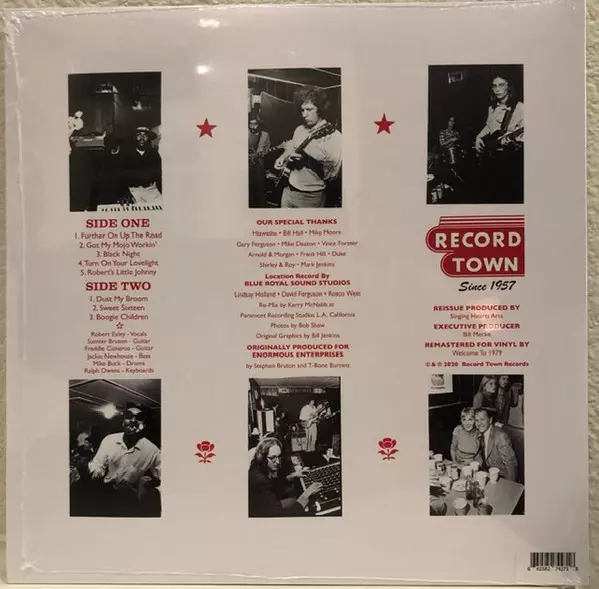 SIDE ONE
1. Further On Up The Road
2. Got My Mojo Workin'
3. Black Night
4. Turn On Your Lovelight
5. Robert's Little Johnny
SIDE TWO
1. Dust My Broom
2. Sweet Sixteen
3. Boogie Children
Robert Ealey - Vocals
Sumter Bruton - Guitar
Freddie Cisneros - Guitar
Jackie Newhouse - Bass
Mike Buck - Drums
Ralph Owens - Keyboards
OUR SPECIAL THANKS
Hiawatha • Bill Hall • Mike Moore
Gary Ferguson • Mike Deaton • Vince Fortner
Arnold & Morgan • Frank Hill • Duke
Shirley & Roy • Mark Jenkins
Location Record By
BLUE ROYAL SOUND STUDIOS
Lindsay Holland • David Ferguson • Rosco West
Re-Mix by Kerry McNabb at
Paramount Recording Studios L.A. California
Photos by Bob Shaw
Original Graphics by Bill Jenkins
ORIGINALLY PRODUCED FOR
ENORMOUS ENTERPRISES
by Stephen Bruton and T-Bone Burnett
RECORD
TOWN
Since 1957
REISSUE PRODUCED BY
Singing Hearts Arts
EXECUTIVE PRODUCER
Bill Mecke
REMASTERED FOR VINYL BY
Welcome To 1979
© & ℗ 2020 Record Town Records